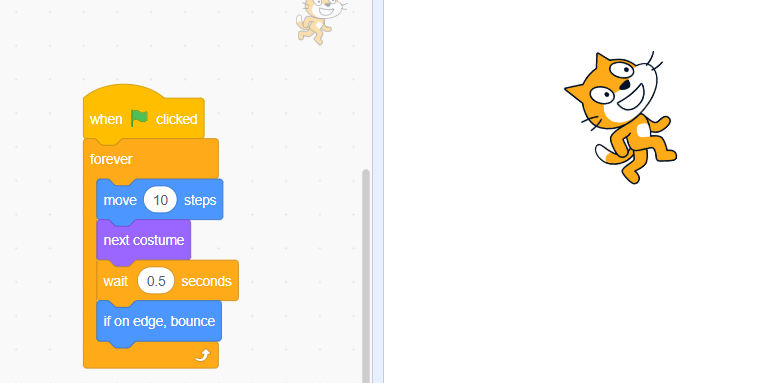 when clicked
forever
move 10 steps
next costume
wait 0.5 seconds
if on edge, bounce